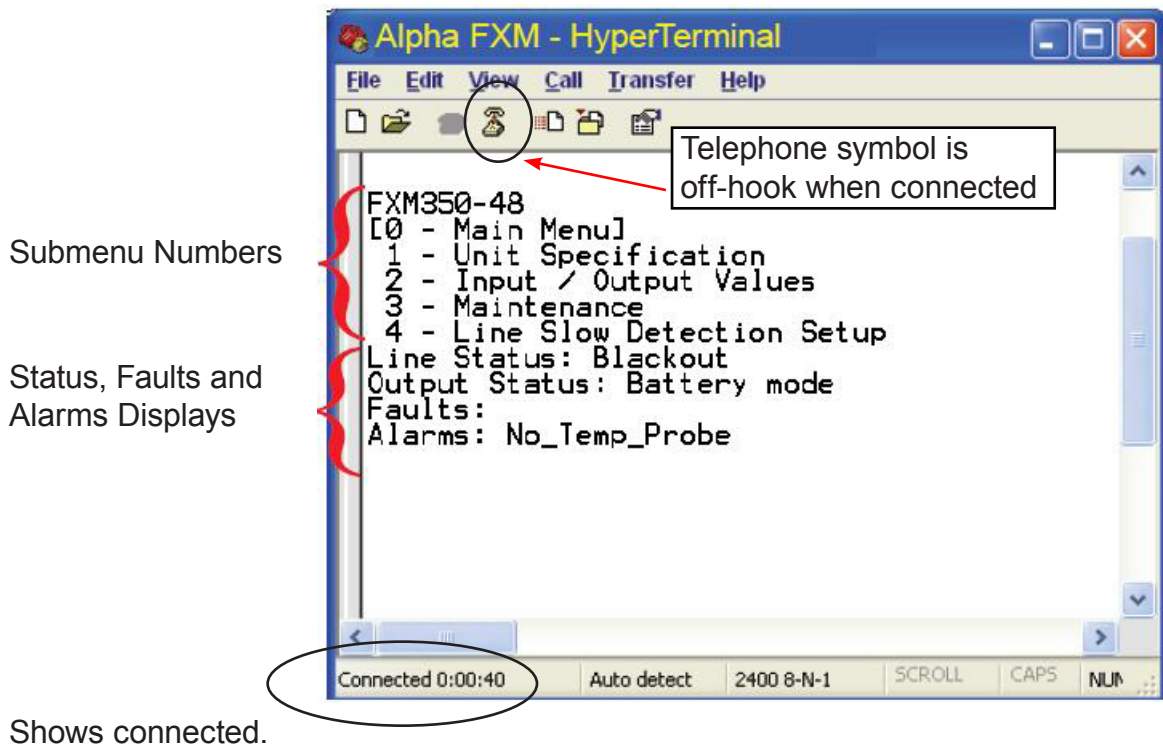 Alpha FXM - HyperTerminal
File Edit View Call Transfer Help
Telephone symbol is
off-hook when connected
Submenu Numbers
FXM350-48
[0 - Main Menu]
1 - Unit Specification
2 - Input / Output Values
3 - Maintenance
4 - Line Slow Detection Setup
Status, Faults and
Alarms Displays
Line Status: Blackout
Output Status: Battery mode
Faults:
Alarms: No_Temp_Probe
Connected 0:00:40 Auto detect 2400 8-N-1 SCROLL CAPS
Shows connected.